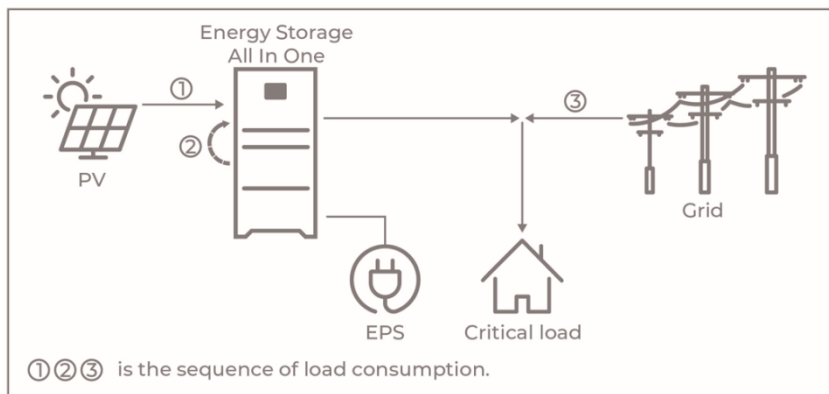 Energy Storage
All In One
①
②
③
PV
Grid
EPS
Critical load
①②③ is the sequence of load consumption.